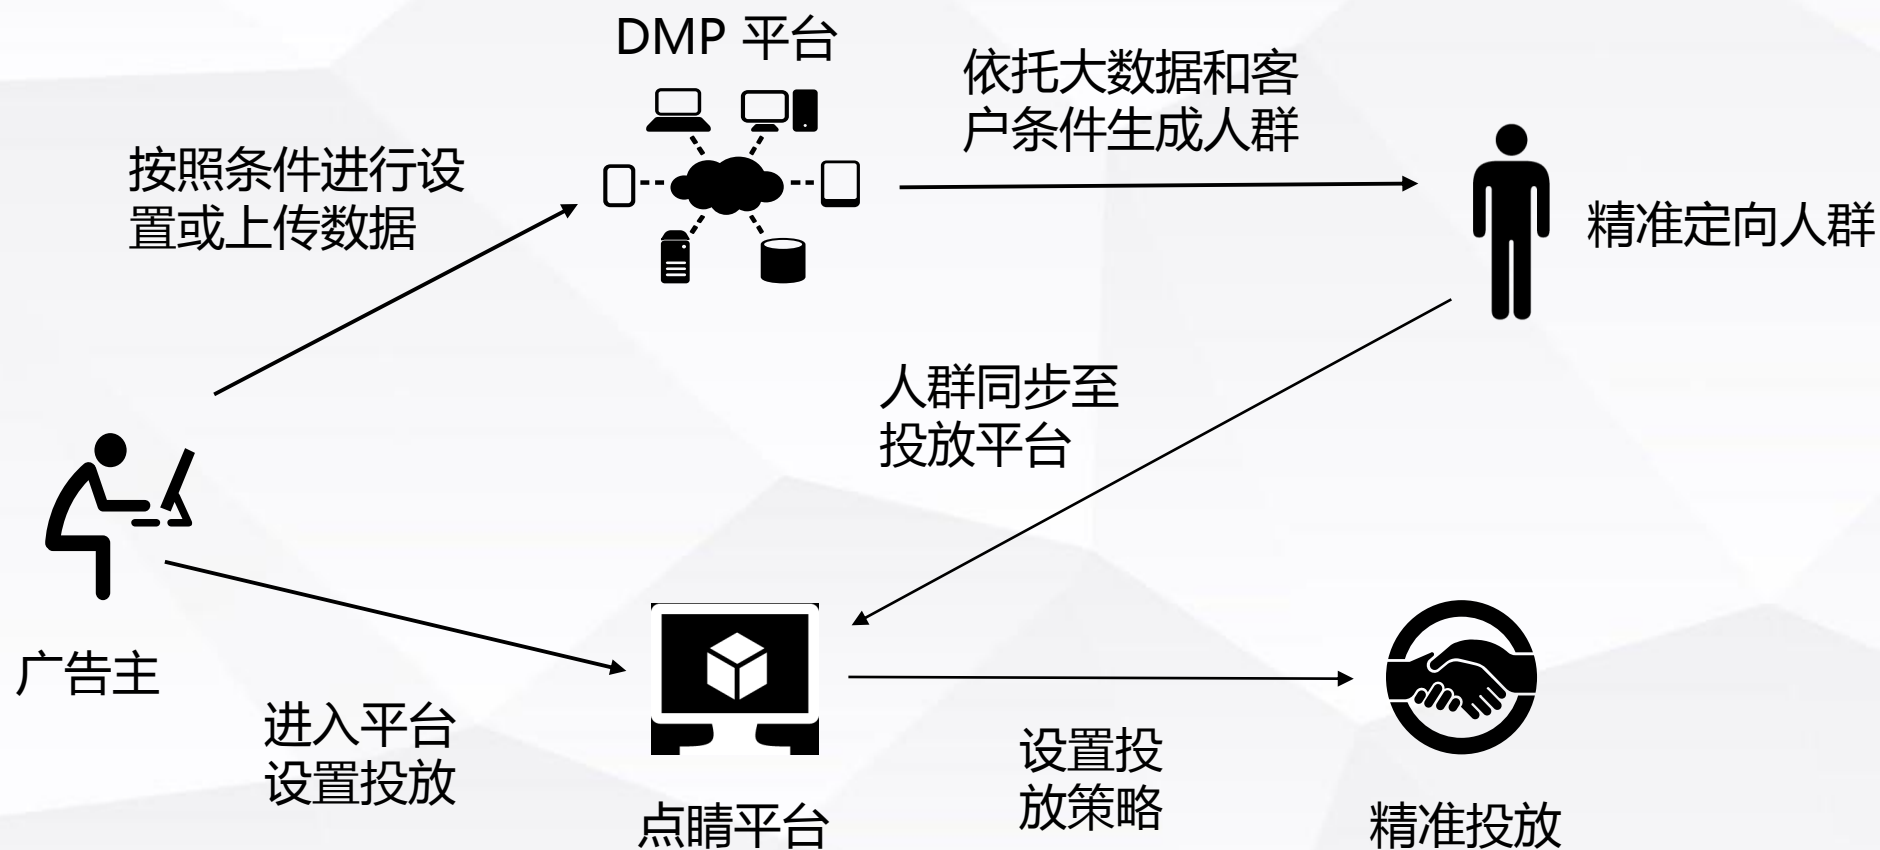 DMP 平台
依托大数据和客
户条件生成人群
按照条件进行设
置或上传数据
精准定向人群
人群同步至
投放平台
广告主
进入平台
设置投放
点睛平台
设置投
放策略
精准投放